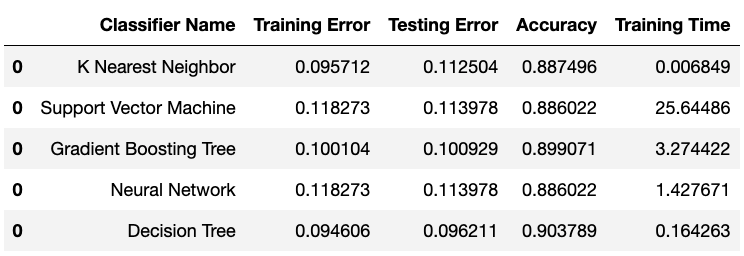 Classifier Name Training Error Testing Error Accuracy Training Time
0 K Nearest Neighbor 0.095712 0.112504 0.887496 0.006849
0 Support Vector Machine 0.118273 0.113978 0.886022 25.64486
0 Gradient Boosting Tree 0.100104 0.100929 0.899071 3.274422
0 Neural Network 0.118273 0.113978 0.886022 1.427671
0 Decision Tree 0.094606 0.096211 0.903789 0.164263